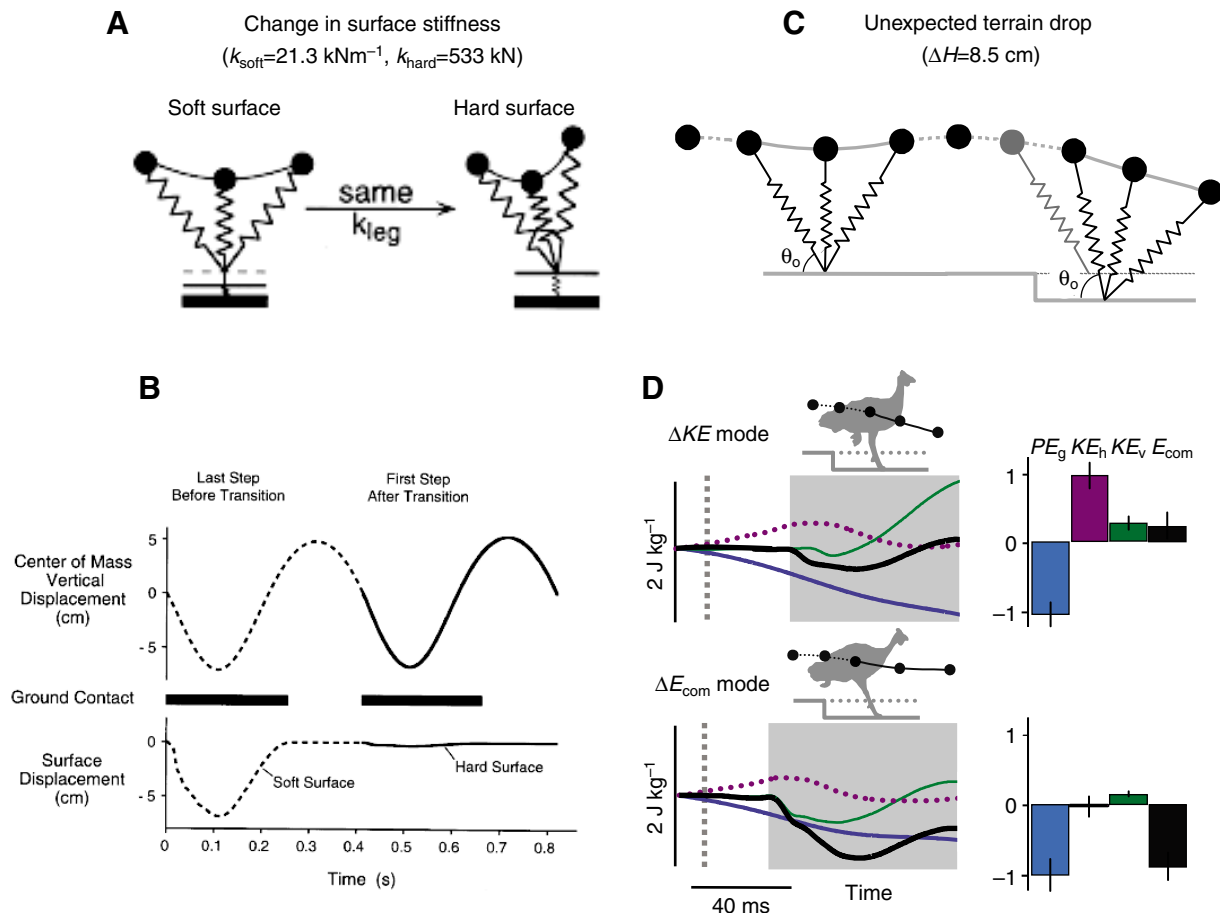 A
Change in surface stiffness
(ksoft=21.3 kNm–1, khard=533 kN)
Soft surface
Hard surface
same
kleg
C
Unexpected terrain drop
(ΔH=8.5 cm)
θo
θo
B
Last Step
Before Transition
First Step
After Transition
Center of Mass
Vertical
Displacement
(cm)
5
0
- 5
Ground Contact
Surface
Displacement
(cm)
0
-5
Soft Surface
Hard Surface
0 0.1 0.2 0.3 0.4 0.5 0.6 0.7 0.8
Time (s)
D
ΔKE mode
2 J kg–1
PEg KEh KEv Ecom
1
0
–1
ΔEcom mode
2 J kg–1
40 ms
Time
1
0
–1